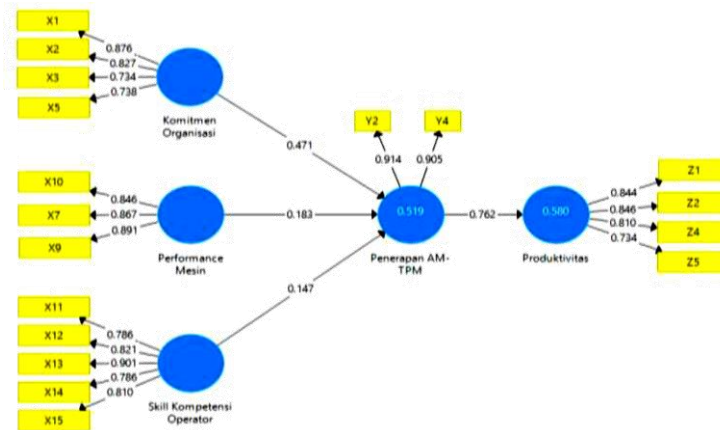 X1
X2
X3
X5
0.876
0.827
0.734
0.738
Komitmen
Organisasi
0.471
X10
X7
X9
0.846
0.867
0.891
Performance
Mesin
0.183
X11
X12
X13
X14
X15
0.786
0.821
0.901
0.786
0.810
Skill Kompetensi
Operator
0.147
Y2
Y4
0.914
0.905
0.519
Penerapan AM-
TPM
0.762
0.580
Produktivitas
0.844
0.846
0.810
0.734
Z1
Z2
Z4
Z5